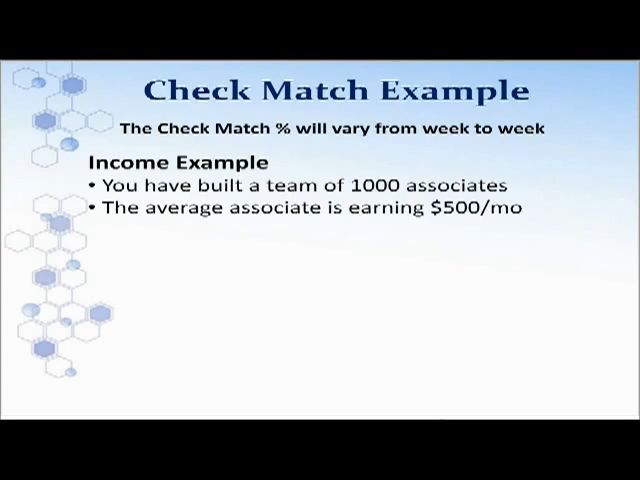 Check Match Example
The Check Match % will vary from week to week
Income Example
• You have built a team of 1000 associates
• The average associate is earning $500/mo